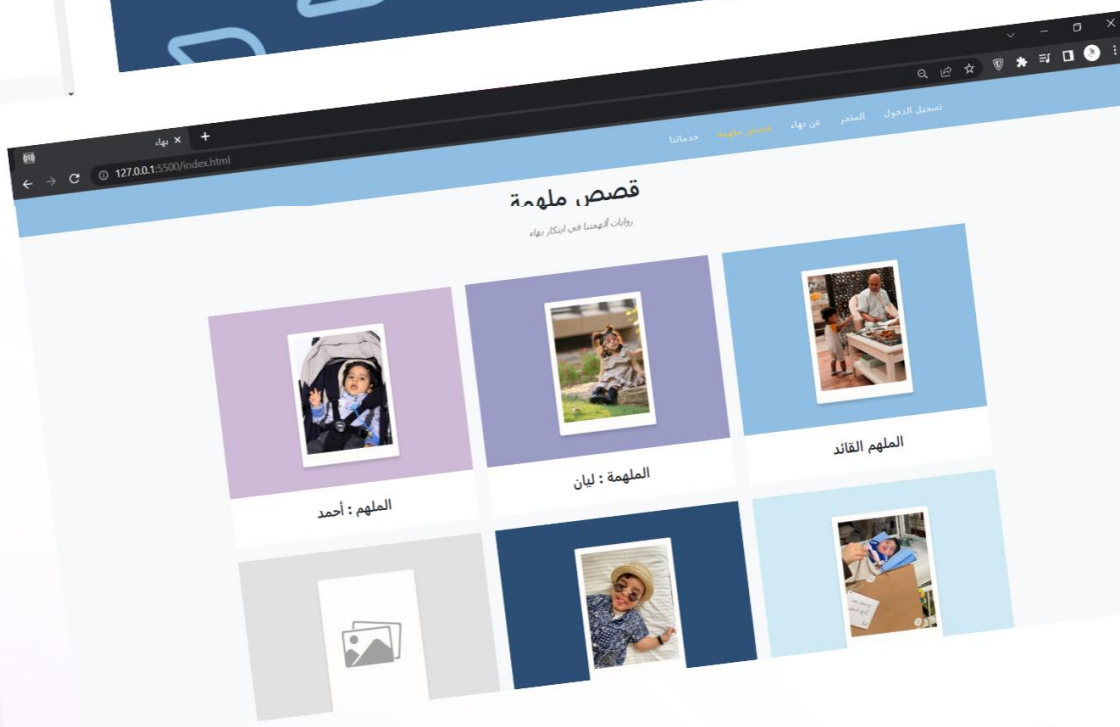 بهاء
127.0.0.1:5500/index.html
تسجيل الدخول
المتجر
عن بهاء
قصص ملهمة
خدماتنا
قصص ملهمة
روايات ألهمتنا في ابتكار بهاء
الملهم القائد
الملهمة : ليان
الملهم : أحمد